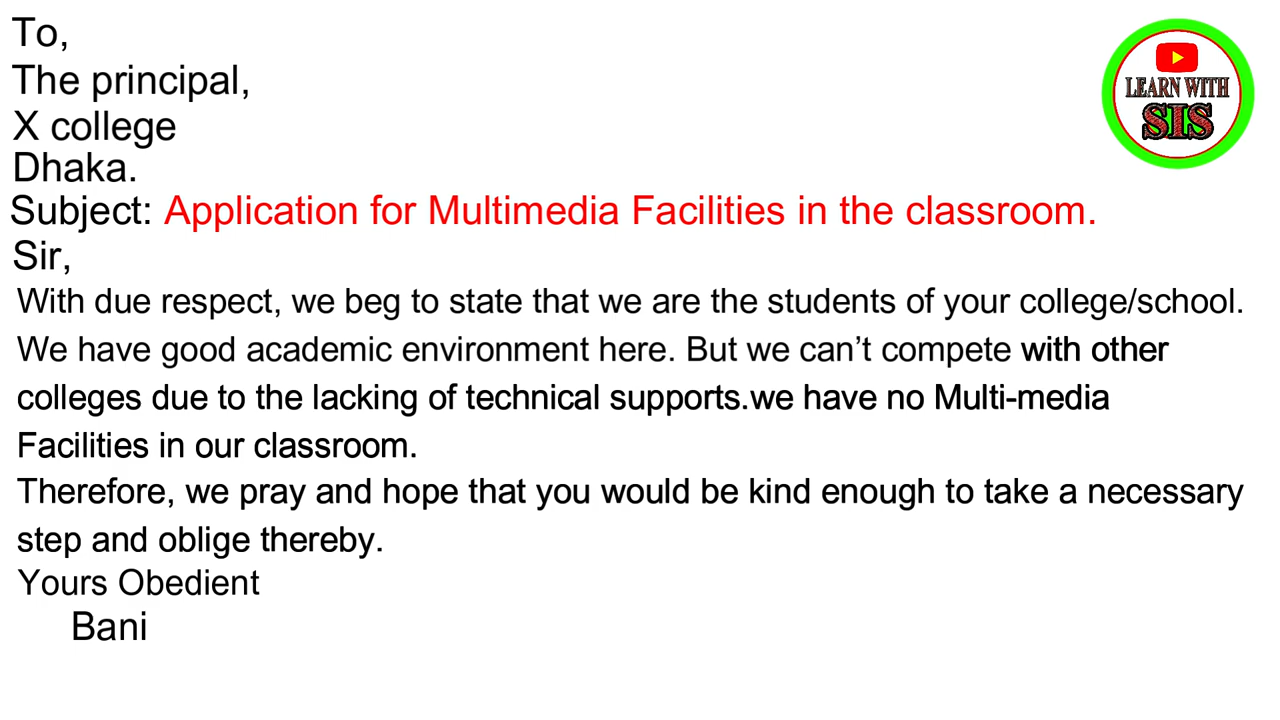 To,
The principal,
X college
Dhaka.
Subject: Application for Multimedia Facilities in the classroom.
Sir,
With due respect, we beg to state that we are the students of your college/school.
We have good academic environment here. But we can’t compete with other
colleges due to the lacking of technical supports.we have no Multi-media
Facilities in our classroom.
Therefore, we pray and hope that you would be kind enough to take a necessary
step and oblige thereby.
Yours Obedient
Bani
LEARN WITH
SIS